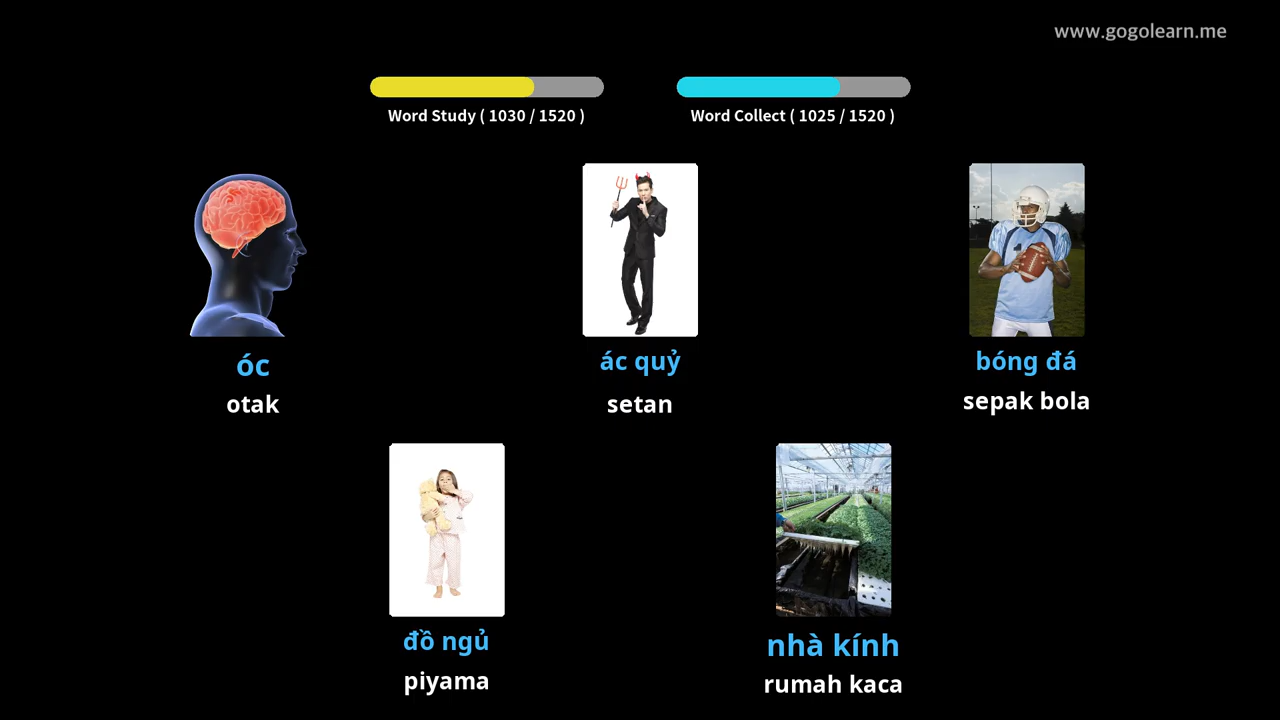 www.gogolearn.me
Word Study ( 1030 / 1520 )
Word Collect ( 1025 / 1520 )
óc
otak
ác quỷ
setan
bóng đá
sepak bola
đồ ngủ
piyama
nhà kính
rumah kaca